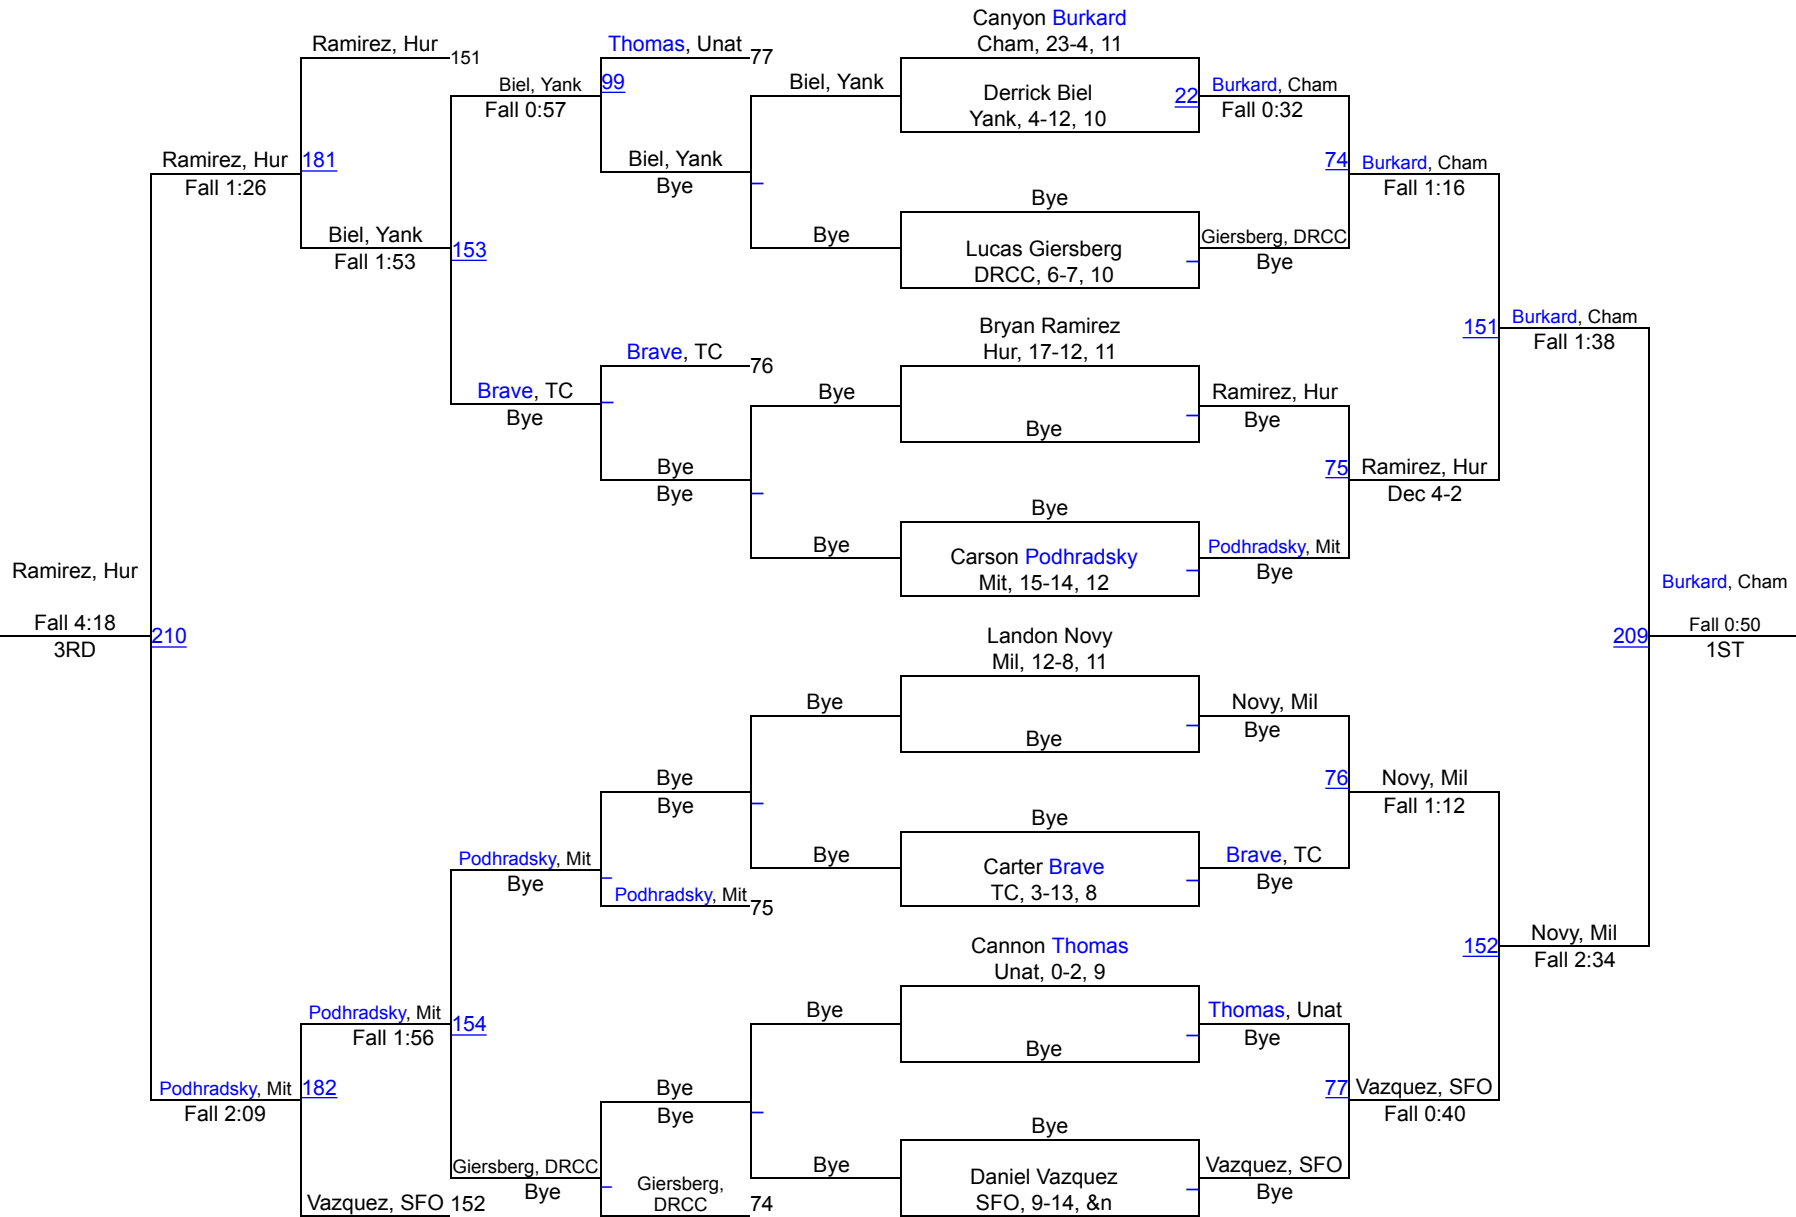 Canyon Burkard
Cham, 23-4, 11
Derrick Biel
Yank, 4-12, 10
22
Bye
Lucas Giersberg
DRCC, 6-7, 10
Bryan Ramirez
Hur, 17-12, 11
Bye
Bye
Carson Podhradsky
Mit, 15-14, 12
Landon Novy
Mil, 12-8, 11
Bye
Bye
Carter Brave
TC, 3-13, 8
Cannon Thomas
Unat, 0-2, 9
Bye
Bye
Daniel Vazquez
SFO, 9-14, &n
Burkard, Cham
Fall 0:32
74
Giersberg, DRCC
Bye
Ramirez, Hur
Bye
75
Podhradsky, Mit
Bye
Novy, Mil
Bye
76
Brave, TC
Bye
Thomas, Unat
Bye
77
Vazquez, SFO
Bye
Burkard, Cham
Fall 1:16
151
Ramirez, Hur
Dec 4-2
Novy, Mil
Fall 1:12
152
Vazquez, SFO
Fall 0:40
Burkard, Cham
Fall 1:38
209
Novy, Mil
Fall 2:34
Burkard, Cham
Fall 0:50
1ST
Biel, Yank
Bye
Bye
Bye
Bye
Bye
Bye
Bye
Thomas, Unat
77
99
Biel, Yank
Bye
Brave, TC
76
Bye
Bye
Bye
Bye
Podhradsky, Mit
75
Bye
Bye
Giersberg,
DRCC
74
Biel, Yank
Fall 0:57
153
Brave, TC
Bye
Podhradsky, Mit
Bye
154
Giersberg, DRCC
Bye
Ramirez, Hur
151
181
Biel, Yank
Fall 1:53
Podhradsky, Mit
Fall 1:56
182
Vazquez, SFO
152
Ramirez, Hur
Fall 1:26
210
Podhradsky, Mit
Fall 2:09
Ramirez, Hur
Fall 4:18
3RD